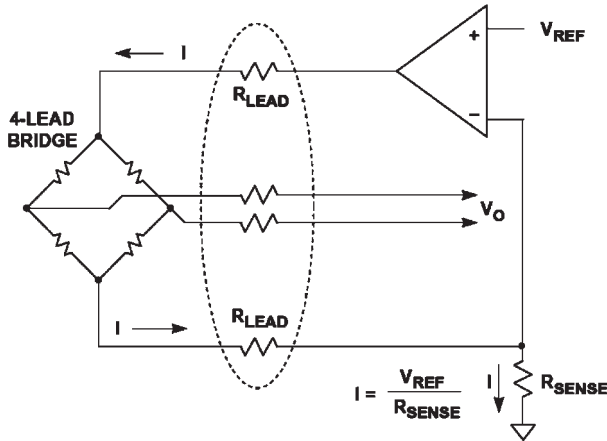 I
+
V_REF
R_LEAD
4-LEAD
BRIDGE
−
V_O
I
R_LEAD
I = V_REF / R_SENSE
I
R_SENSE